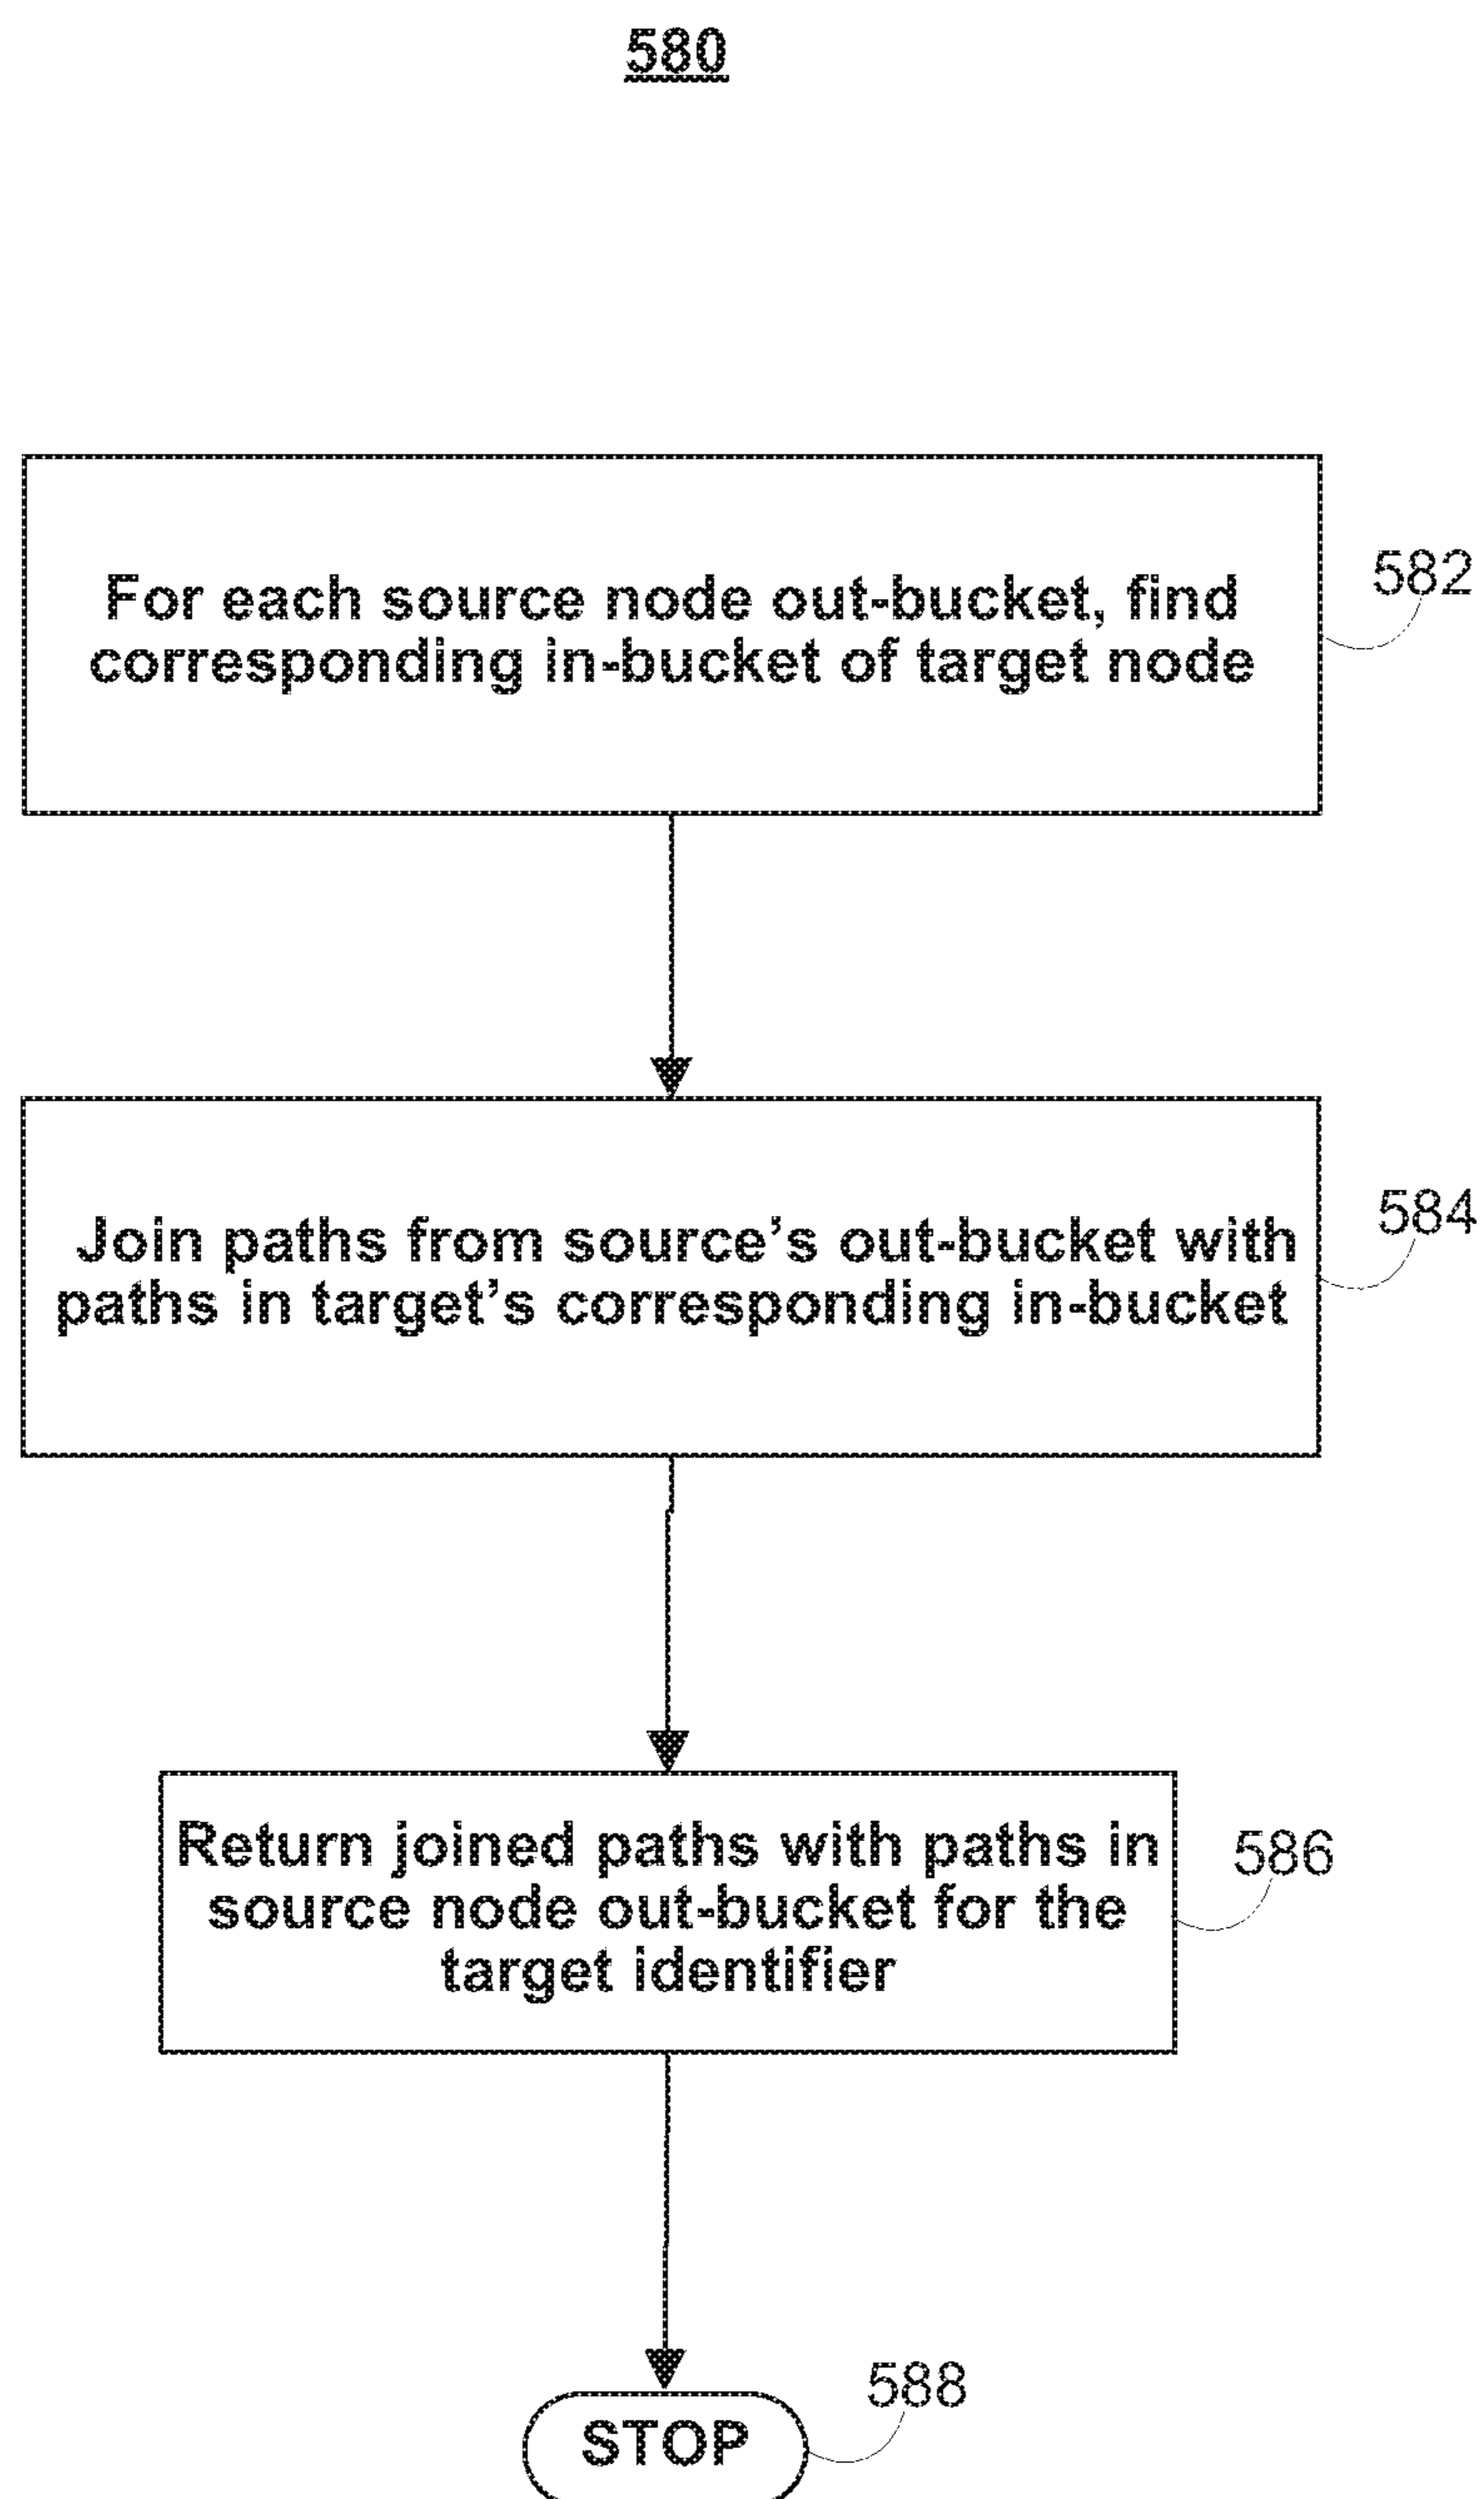 580
For each source node out-bucket, find
corresponding in-bucket of target node
582
Join paths from source’s out-bucket with
paths in target’s corresponding in-bucket
584
Return joined paths with paths in
source node out-bucket for the
target identifier
586
STOP
588